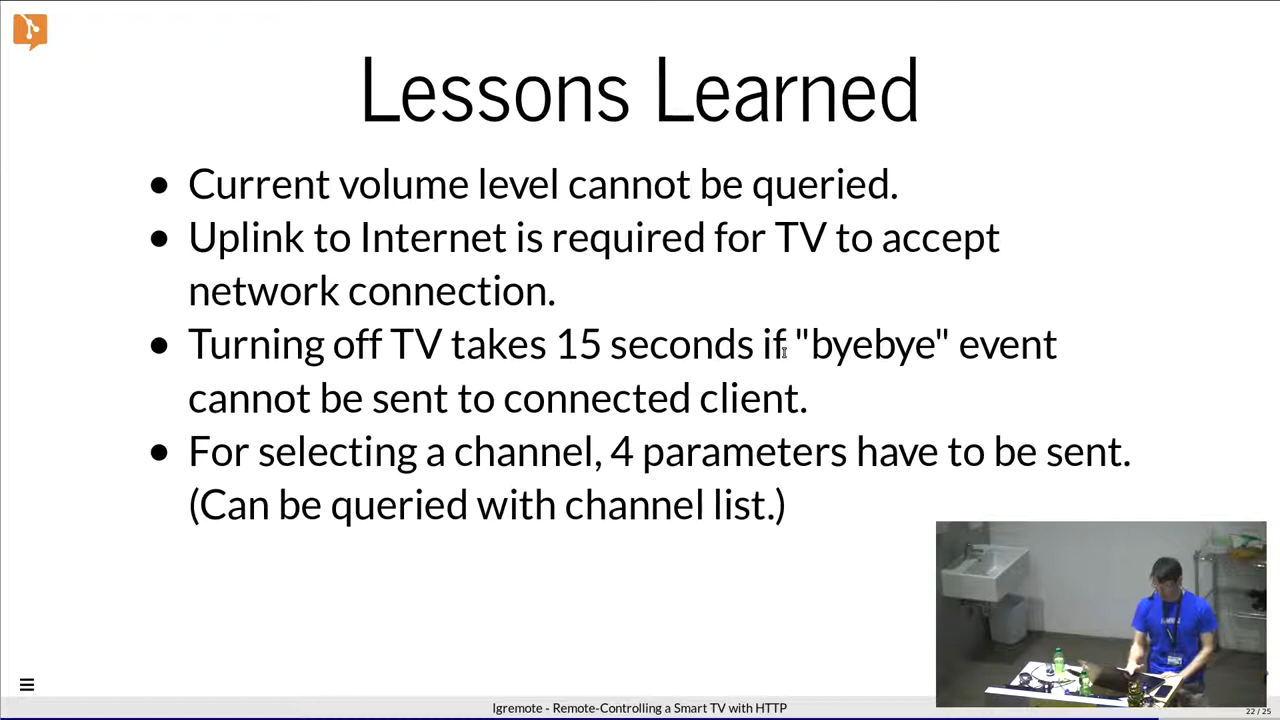 Lessons Learned
• Current volume level cannot be queried.
• Uplink to Internet is required for TV to accept
network connection.
• Turning off TV takes 15 seconds if "byebye" event
cannot be sent to connected client.
• For selecting a channel, 4 parameters have to be sent.
(Can be queried with channel list.)
lgremote - Remote-Controlling a Smart TV with HTTP
22 / 25